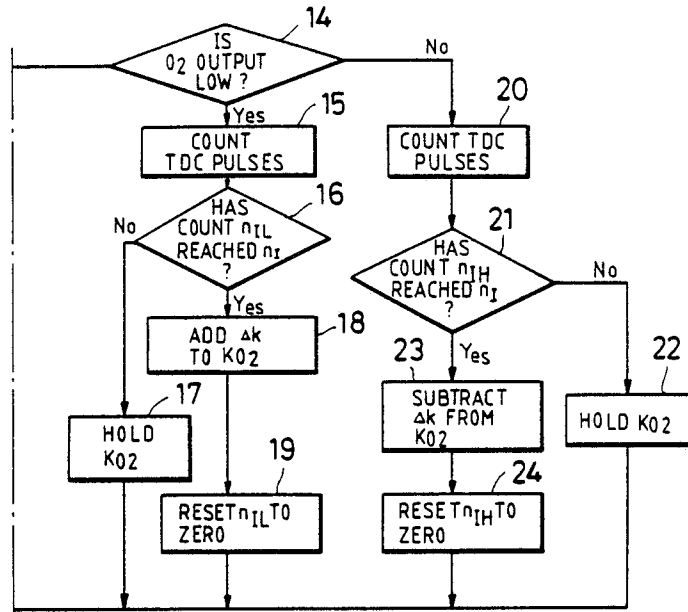 14
IS
O2 OUTPUT
LOW ?
No
Yes
15
COUNT
TDC PULSES
20
COUNT TDC
PULSES
16
HAS
COUNT nIL
REACHED nI
?
No
Yes
21
HAS
COUNT nIH
REACHED nI
?
No
Yes
18
ADD Δk
TO KO2
23
SUBTRACT
Δk FROM
KO2
17
HOLD
KO2
22
HOLD KO2
19
RESET nIL TO
ZERO
24
RESET nIH TO
ZERO